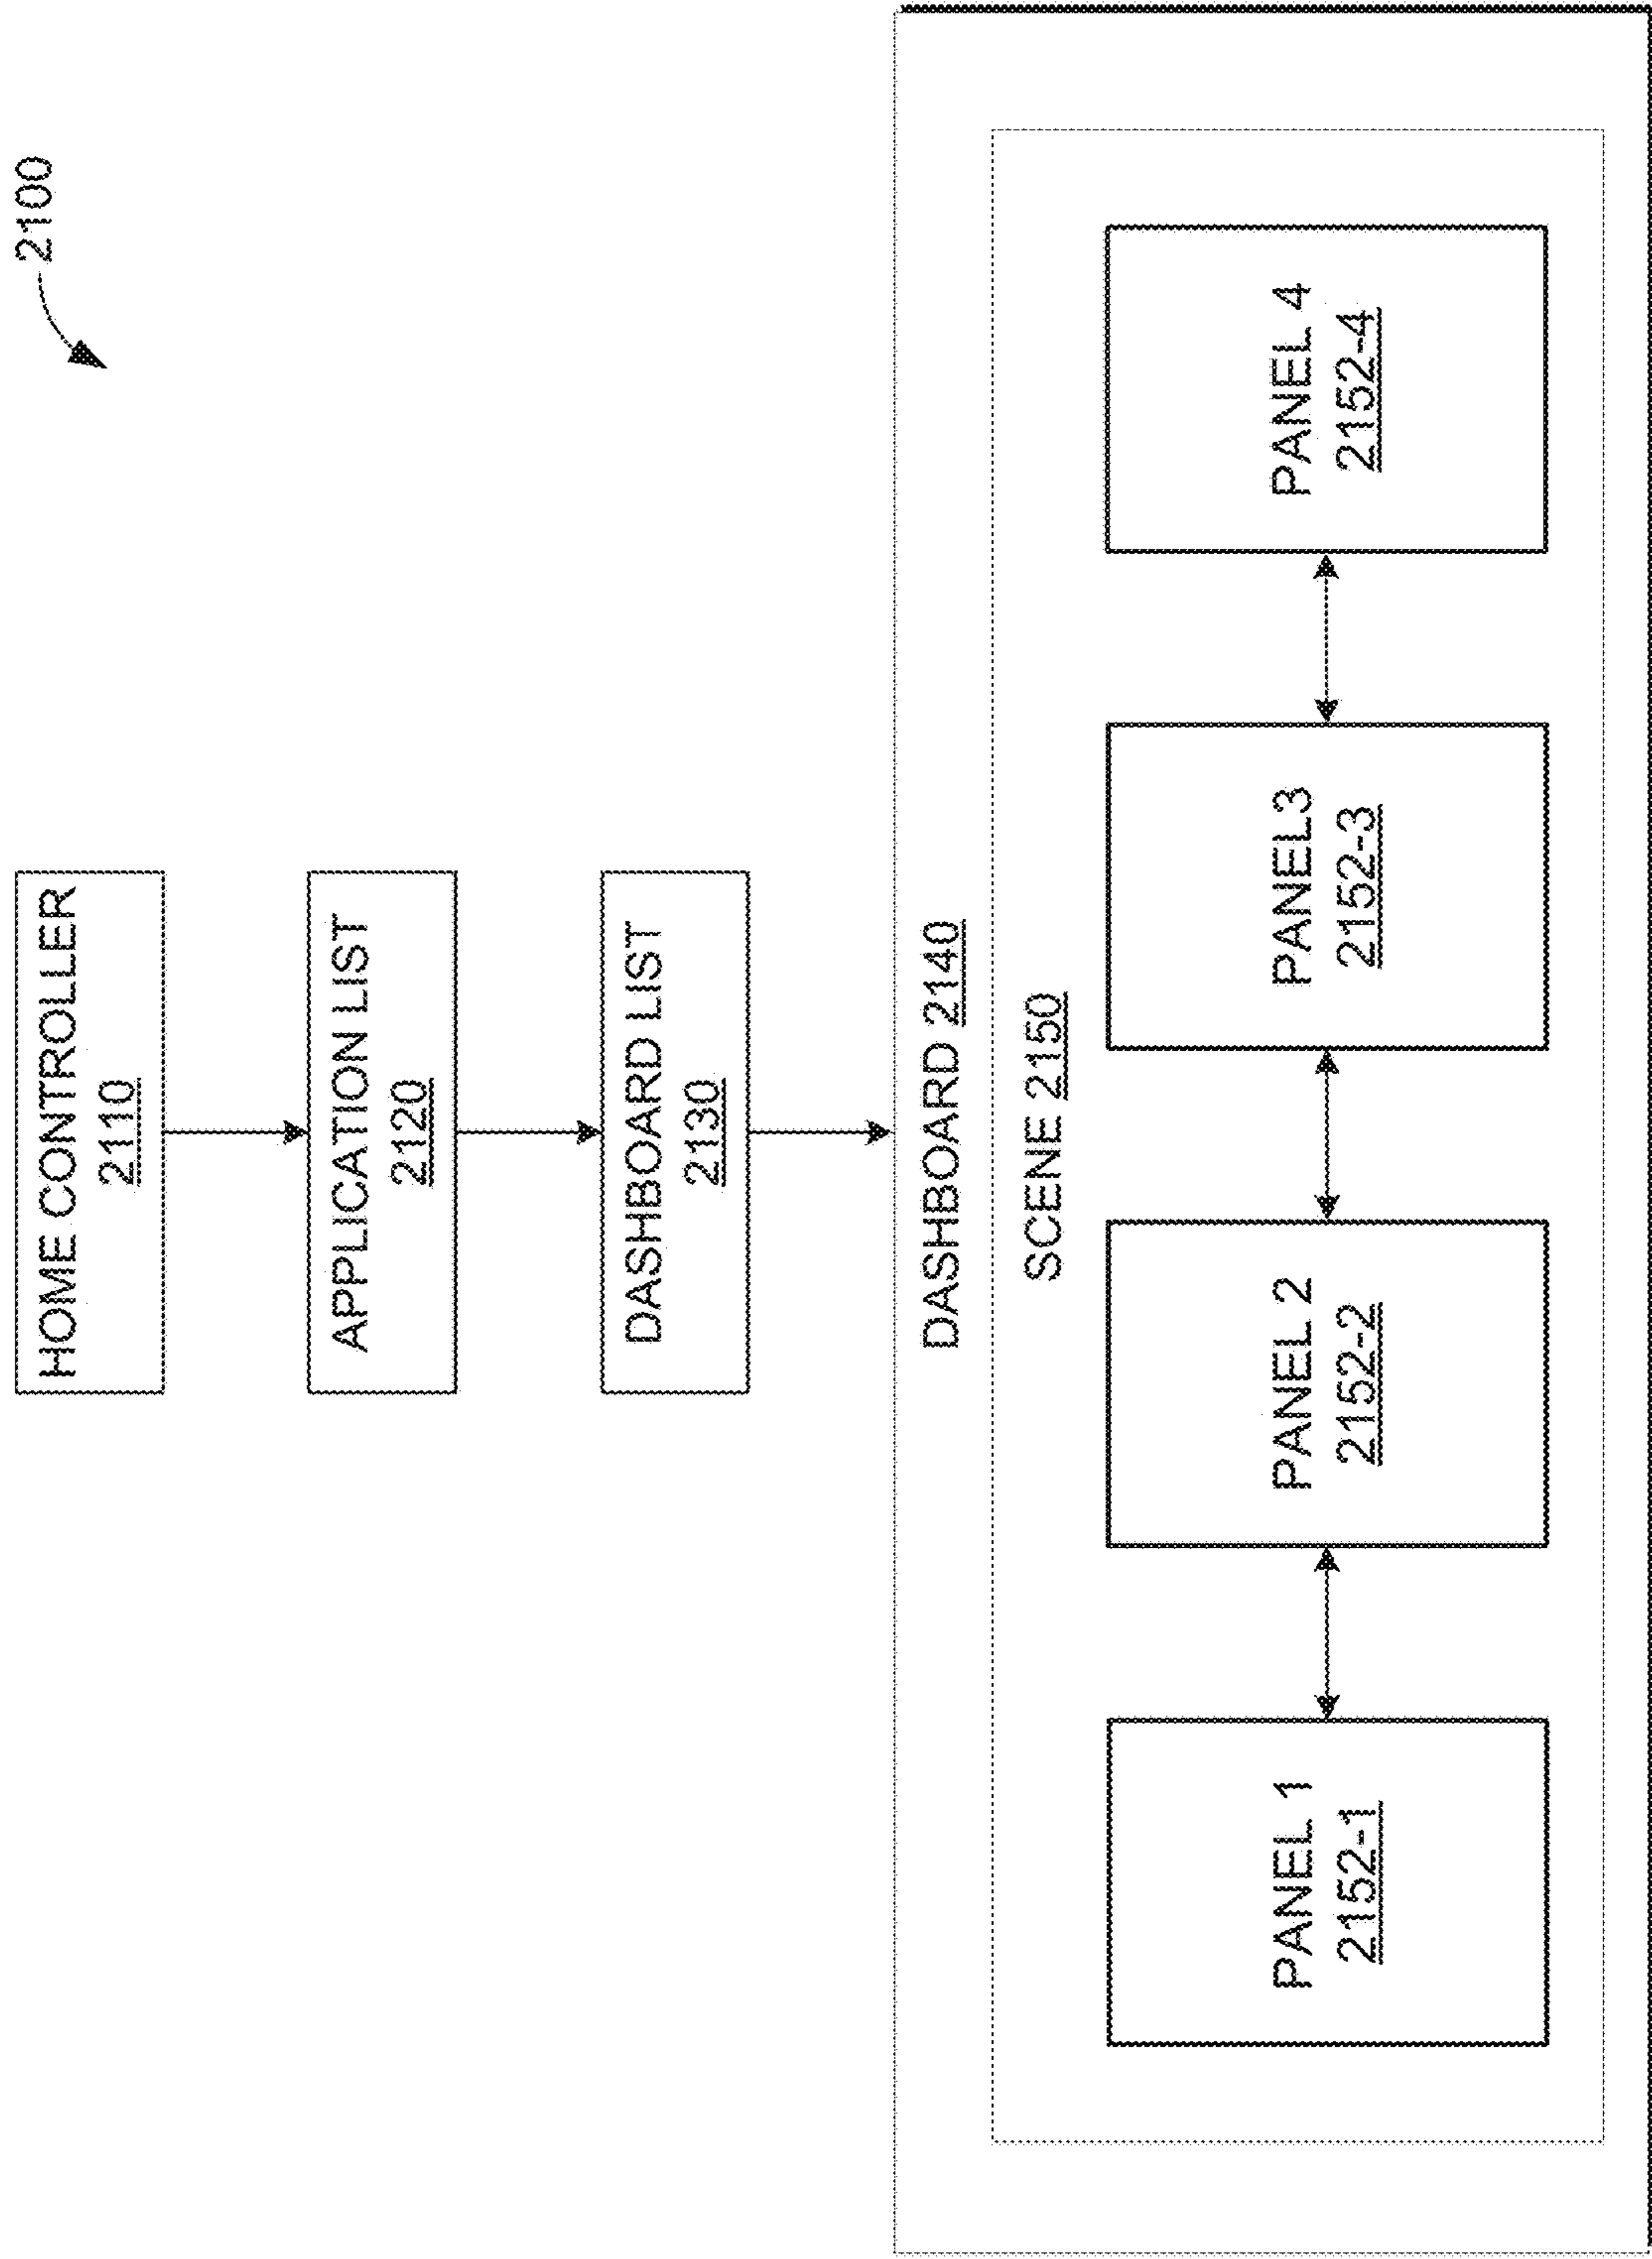 2100
HOME CONTROLLER
2110
APPLICATION LIST
2120
DASHBOARD LIST
2130
DASHBOARD 2140
SCENE 2150
PANEL 1
2152-1
PANEL 2
2152-2
PANEL3
2152-3
PANEL 4
2152-4